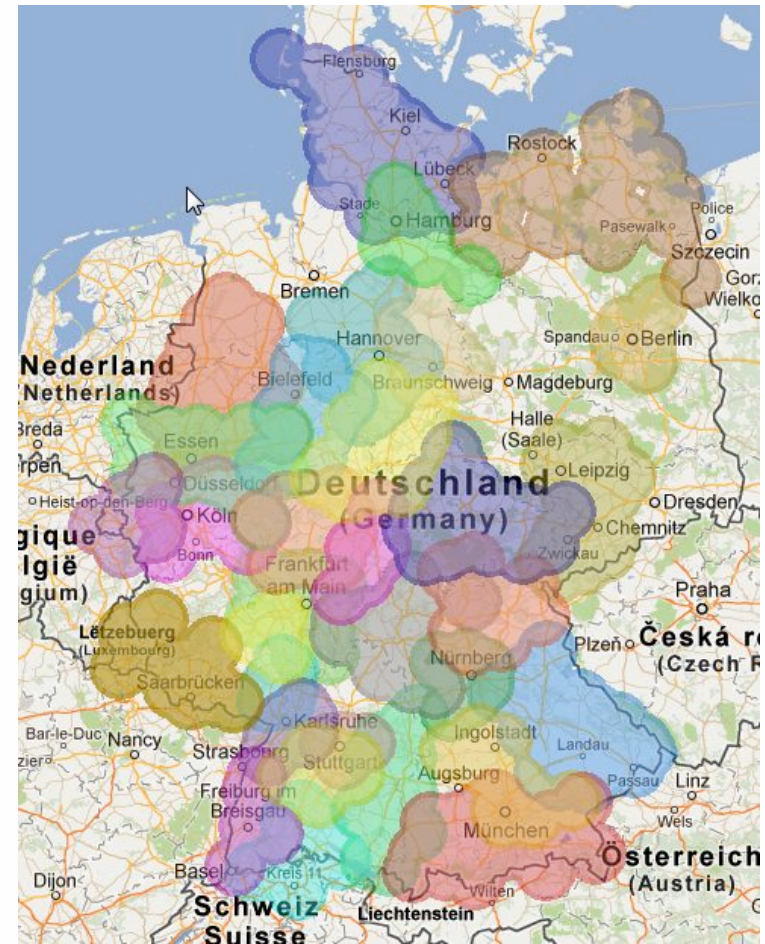 Flensburg
Kiel
Rostock
Lübeck
Stade
Hamburg
Police
Pasewalk
Szczecin
Bremen
Gorz
Wielko
Hannover
Spandau
Berlin
Nederland
(Netherlands)
Bielefeld
Braunschweig
Magdeburg
Halle
(Saale)
Breda
Essen
rpen
Leipzig
Düsseldorf
Deutschland
(Germany)
Heist-op-den-Berg
Köln
Dresden
Chemnitz
gique
Bonn
Zwickau
lgië
gium)
Frankfurt
am Main
Praha
Lëtzebuerg
(Luxembourg)
Plzeň
Česká re
(Czech R
Nürnberg
Saarbrücken
Karlsruhe
Bar-le-Duc
Nancy
Ingolstadt
Strasbourg
Landau
zier
Stuttgart
Passau
Linz
Augsburg
Freiburg im
Breisgau
Wels
München
Österreich
(Austria)
Basel
Kreis 11
Dijon
Wilten
Schweiz
Suisse
Liechtenstein